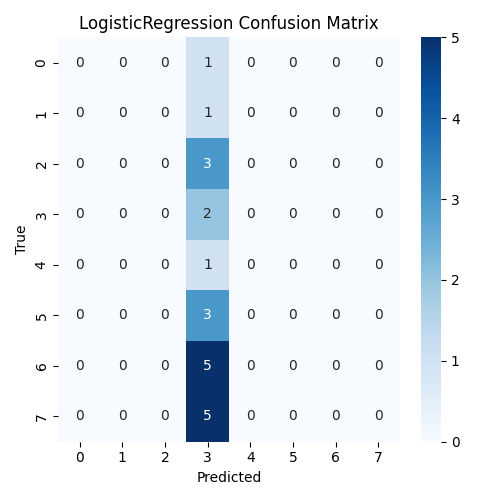 LogisticRegression Confusion Matrix
True
0 0 0 0 1 0 0 0 0
1 0 0 0 1 0 0 0 0
2 0 0 0 3 0 0 0 0
3 0 0 0 2 0 0 0 0
4 0 0 0 1 0 0 0 0
5 0 0 0 3 0 0 0 0
6 0 0 0 5 0 0 0 0
7 0 0 0 5 0 0 0 0
0 1 2 3 4 5 6 7
Predicted
5
4
3
2
1
0